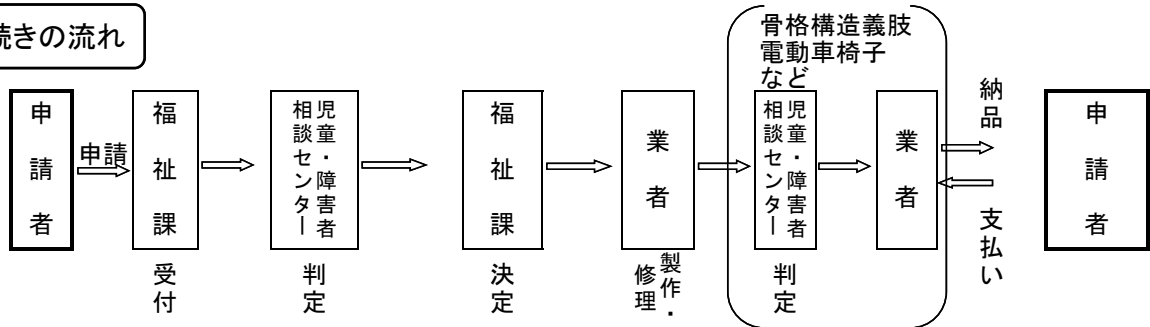 続きの流れ
申請者
申請
福祉課
受付
児童・障害者
相談センター
判定
福祉課
決定
業者
製作・
修理
骨格構造義肢
電動車椅子
など
児童・障害者
相談センター
判定
業者
納品
支払い
申請者